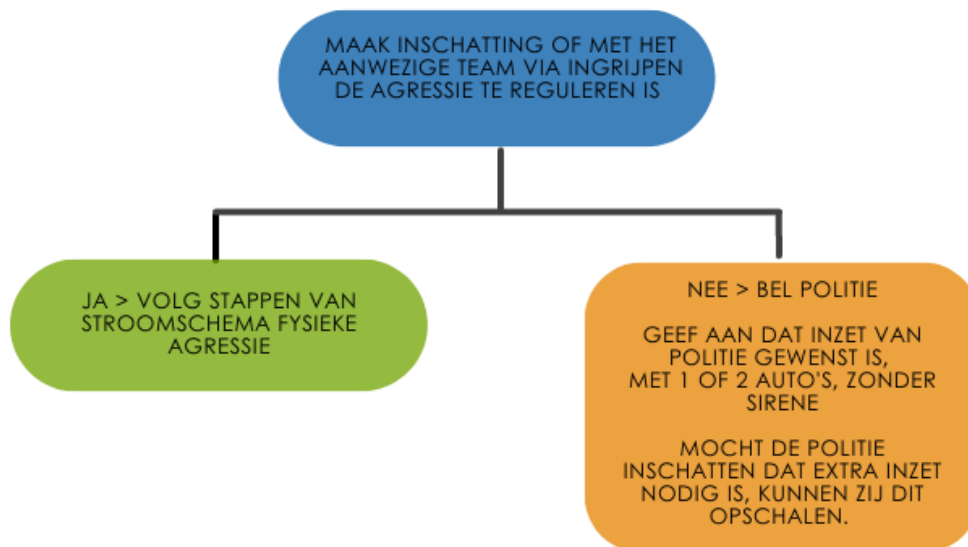 MAAK INSCHATTING OF MET HET
AANWEZIGE TEAM VIA INGRIJPEN
DE AGRESSIE TE REGULEREN IS
JA > VOLG STAPPEN VAN
STROOMSCHEMA FYSIEKE
AGRESSIE
NEE > BEL POLITIE
GEEF AAN DAT INZET VAN
POLITIE GEWENST IS,
MET 1 OF 2 AUTO'S, ZONDER
SIRENE
MOCHT DE POLITIE
INSCHATTEN DAT EXTRA INZET
NODIG IS, KUNNEN ZIJ DIT
OPSCHALEN.